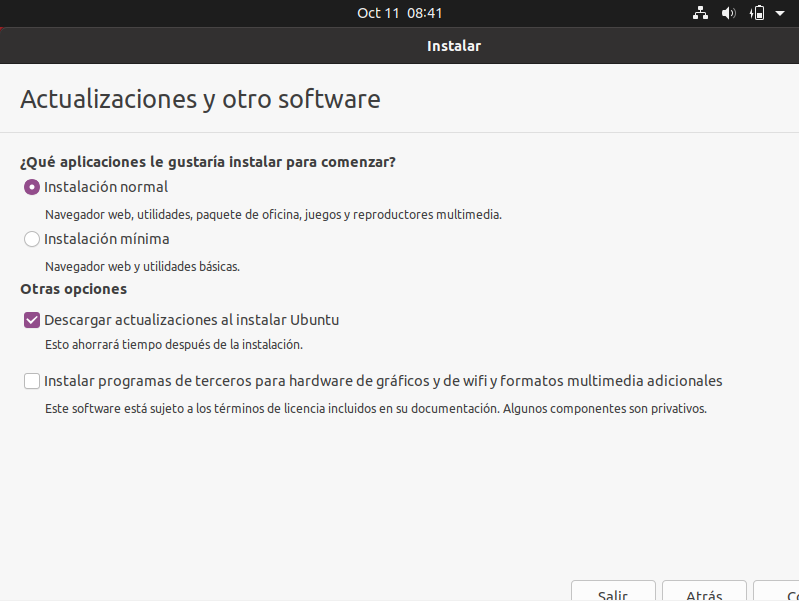 Oct 11 08:41
Instalar
Actualizaciones y otro software
¿Qué aplicaciones le gustaría instalar para comenzar?
Instalación normal
Navegador web, utilidades, paquete de oficina, juegos y reproductores multimedia.
Instalación mínima
Navegador web y utilidades básicas.
Otras opciones
Descargar actualizaciones al instalar Ubuntu
Esto ahorrará tiempo después de la instalación.
Instalar programas de terceros para hardware de gráficos y de wifi y formatos multimedia adicionales
Este software está sujeto a los términos de licencia incluidos en su documentación. Algunos componentes son privativos.
Salir Atrás